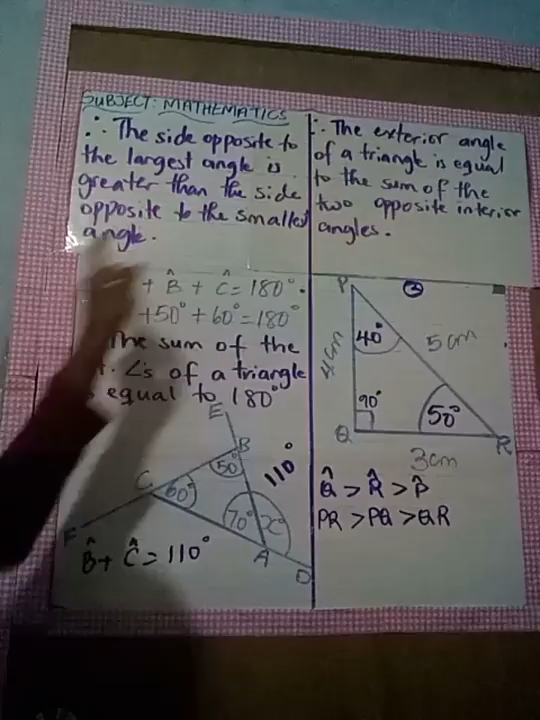 SUBJECT: MATHEMATICS
∴ The side opposite to
the largest angle is
greater than the side
opposite to the smallest
angle.
+ B̂ + Ĉ = 180°.
+50° + 60° = 180°
The sum of the
∠'s of a triangle
equal to 180°
E
B
50°
110°
C
60°
70°
x
F
A
D
B̂ + Ĉ = 110°
∴ The exterior angle
of a triangle is equal
to the sum of the
two opposite interior
angles.
P
2
40°
5cm
4cm
90°
50°
Q
R
3cm
Q̂ > R̂ > P̂
PR > PQ > QR